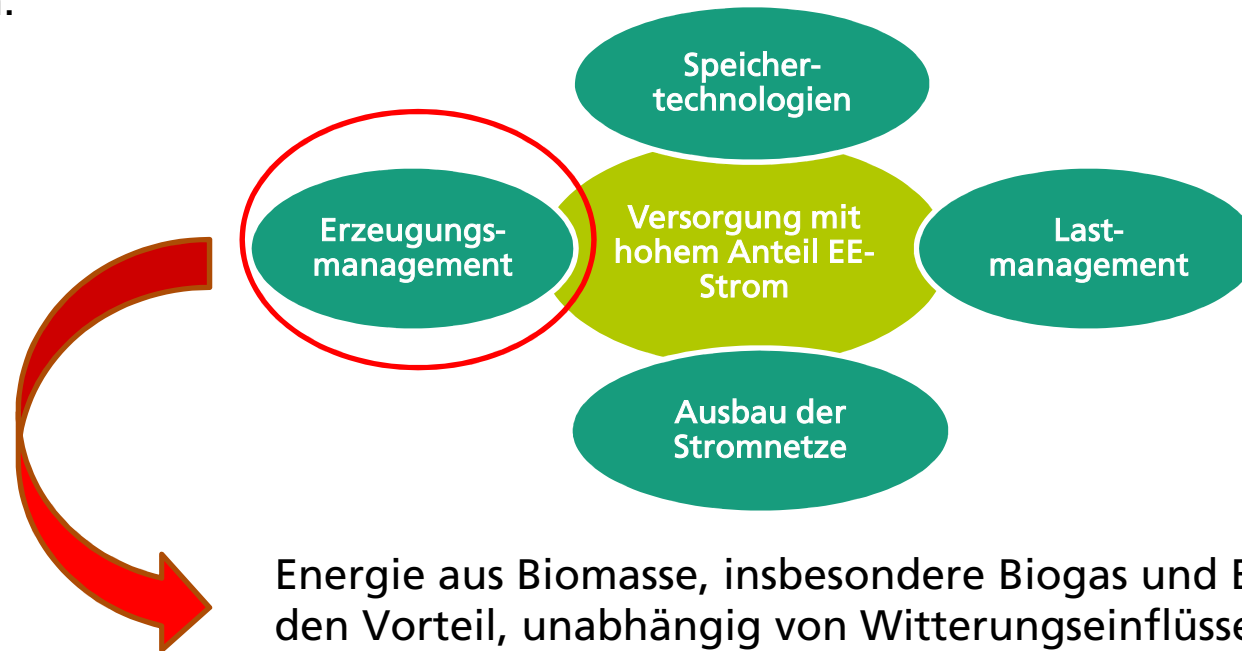 Speicher-
technologien
Erzeugungs-
management
Versorgung mit
hohem Anteil EE-
Strom
Last-
management
Ausbau der
Stromnetze
Energie aus Biomasse, insbesondere Biogas und
den Vorteil, unabhängig von